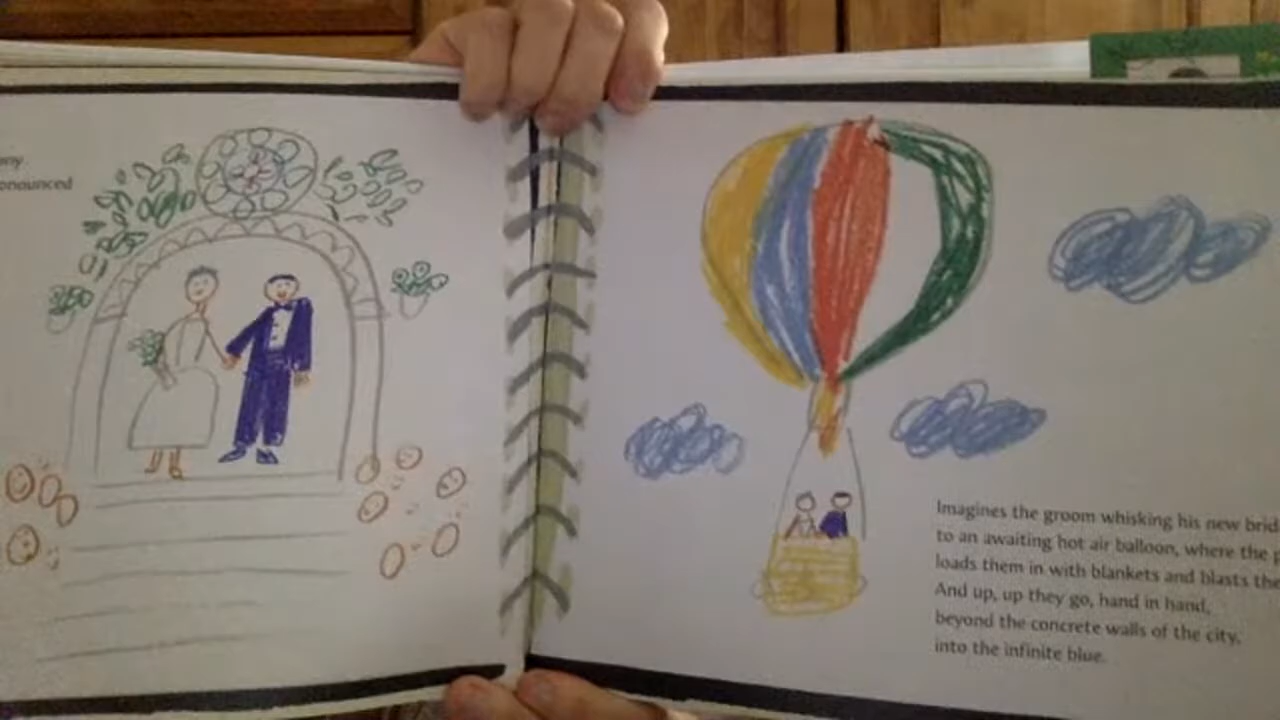 onounced
Imagines the groom whisking his new brid
to an awaiting hot air balloon, where the p
loads them in with blankets and blasts the
And up, up they go, hand in hand,
beyond the concrete walls of the city,
into the infinite blue.